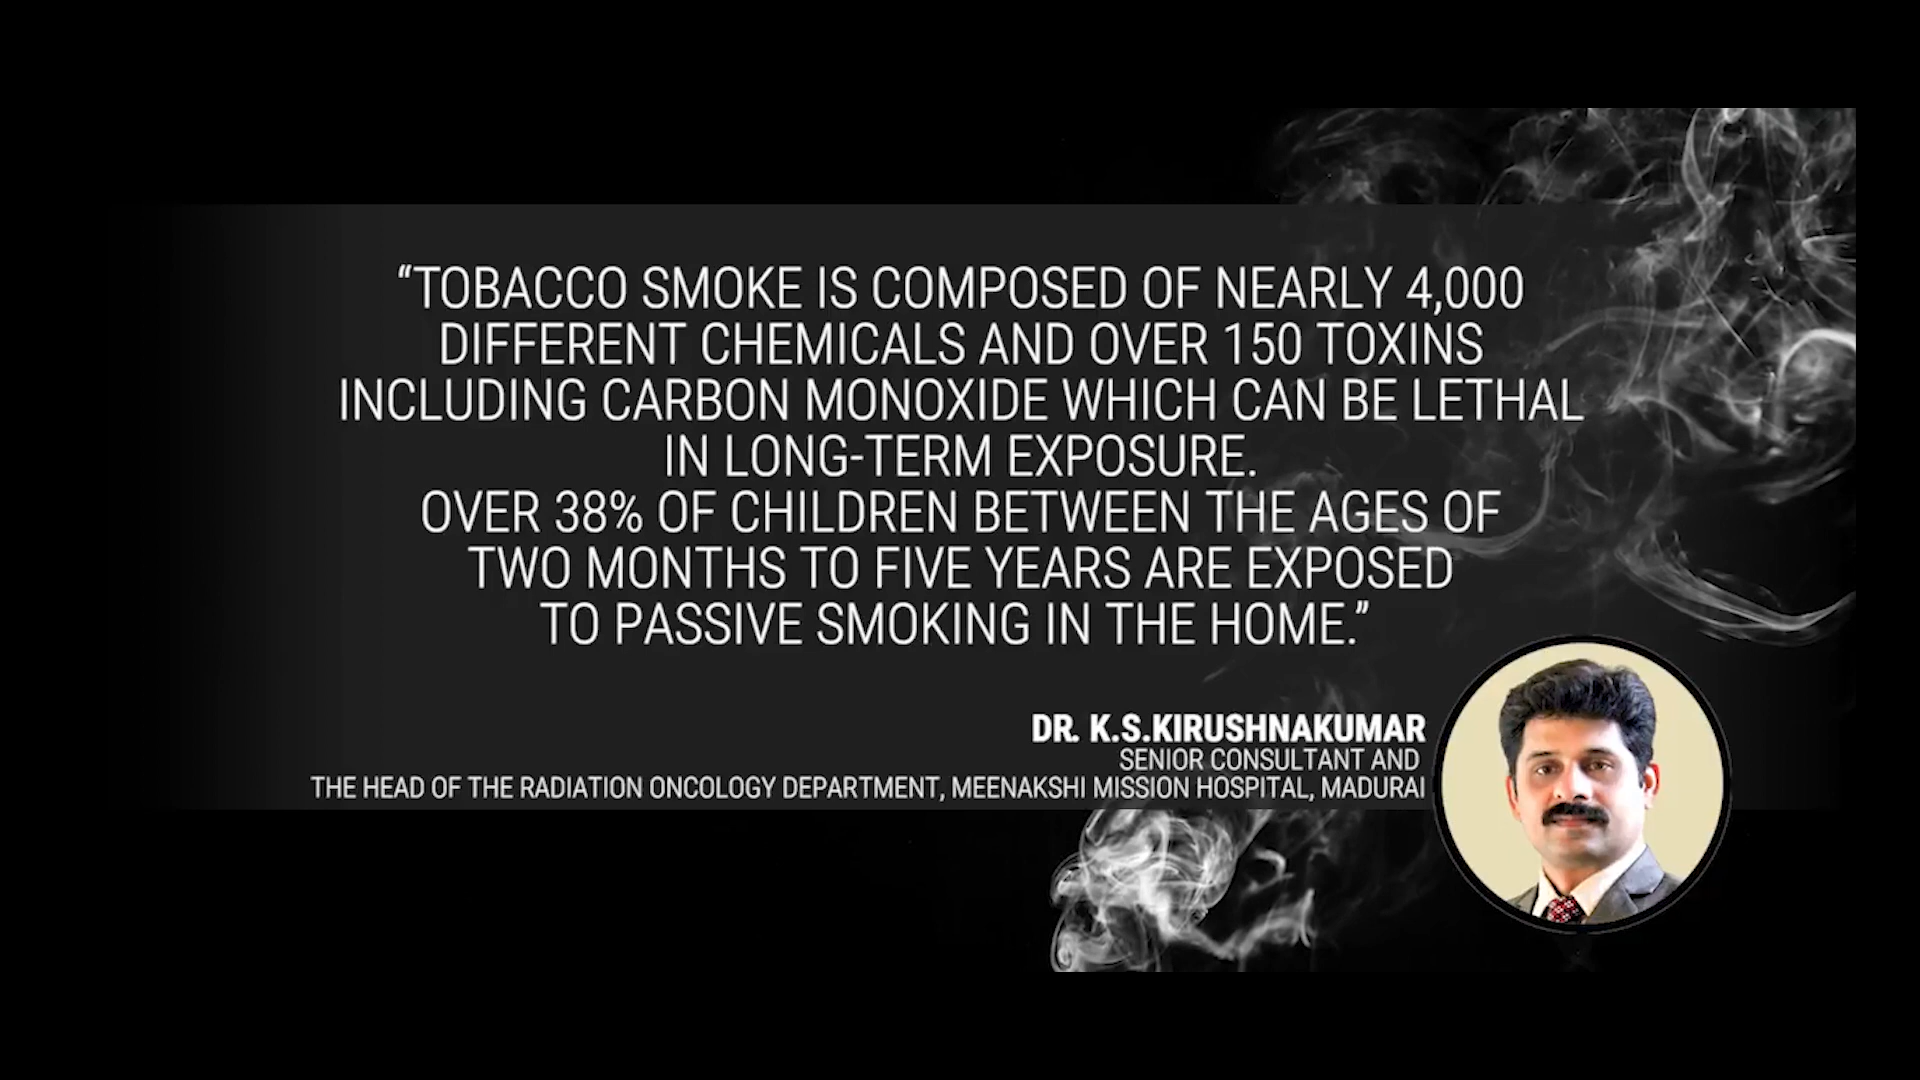 “TOBACCO SMOKE IS COMPOSED OF NEARLY 4,000
DIFFERENT CHEMICALS AND OVER 150 TOXINS
INCLUDING CARBON MONOXIDE WHICH CAN BE LETHAL
IN LONG-TERM EXPOSURE.
OVER 38% OF CHILDREN BETWEEN THE AGES OF
TWO MONTHS TO FIVE YEARS ARE EXPOSED
TO PASSIVE SMOKING IN THE HOME.”
DR. K.S.KIRUSHNAKUMAR
SENIOR CONSULTANT AND
THE HEAD OF THE RADIATION ONCOLOGY DEPARTMENT, MEENAKSHI MISSION HOSPITAL, MADURAI